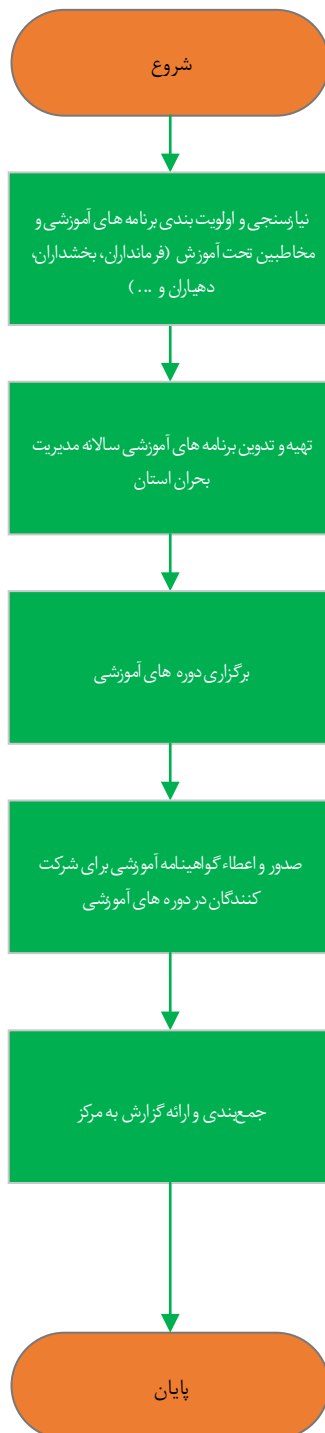 شروع
نیازسنجی و اولویت بندی برنامه های آموزشی و
مخاطبین تحت آموزش (فرمانداران، بخشداران،
دهیاران و ...)
تهیه و تدوین برنامه های آموزشی سالانه مدیریت
بحران استان
برگزاری دوره های آموزشی
صدور و اعطاء گواهینامه آموزشی برای شرکت
کنندگان در دوره های آموزشی
جمع‌بندی و ارائه گزارش به مرکز
پایان